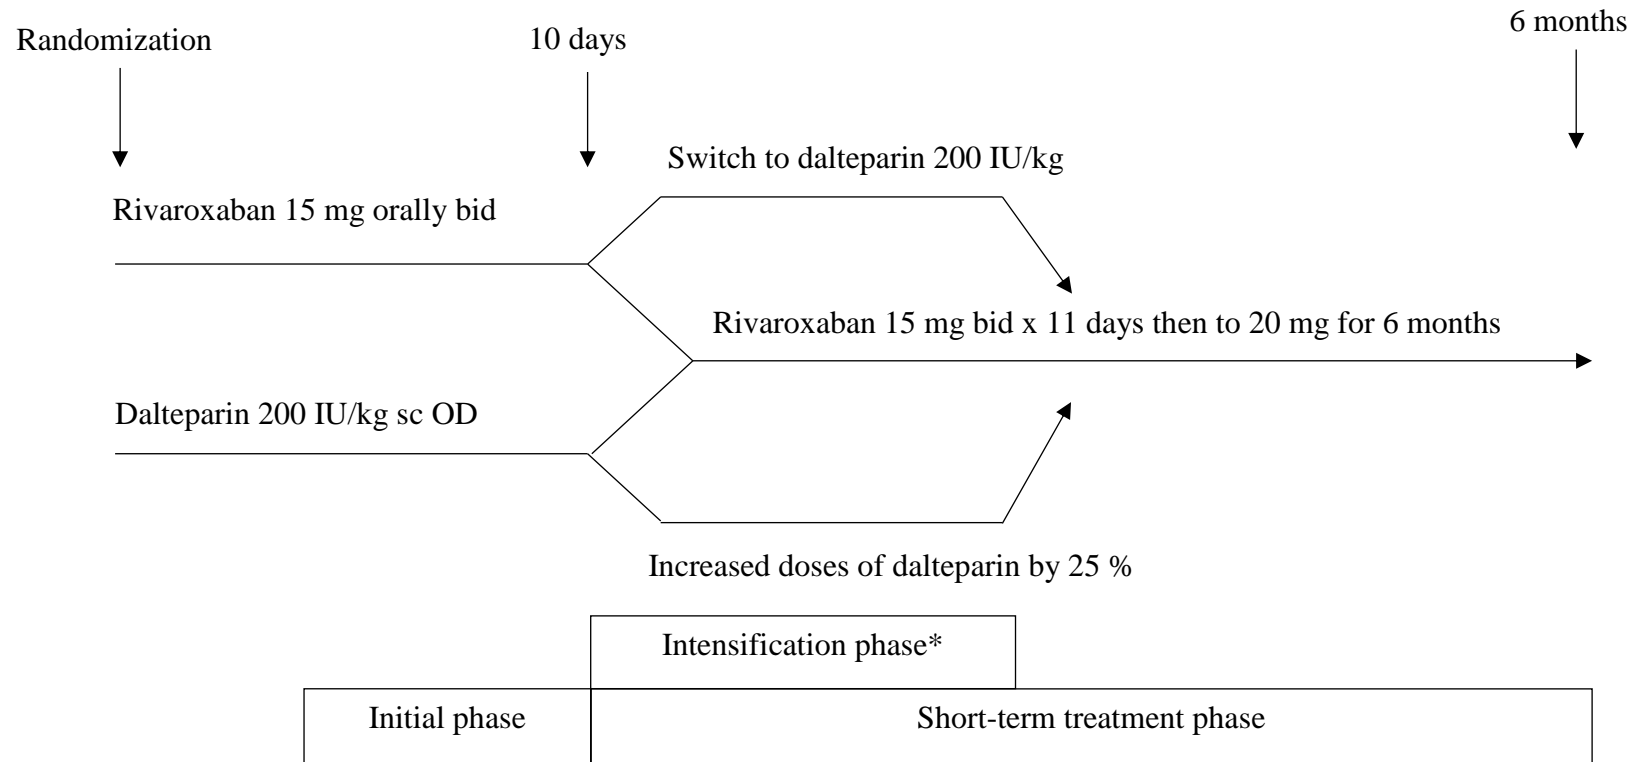 Randomization
10 days
6 months
Switch to dalteparin 200 IU/kg
Rivaroxaban 15 mg orally bid
Rivaroxaban 15 mg bid x 11 days then to 20 mg for 6 months
Dalteparin 200 IU/kg sc OD
Increased doses of dalteparin by 25 %
Intensification phase*
Initial phase
Short-term treatment phase